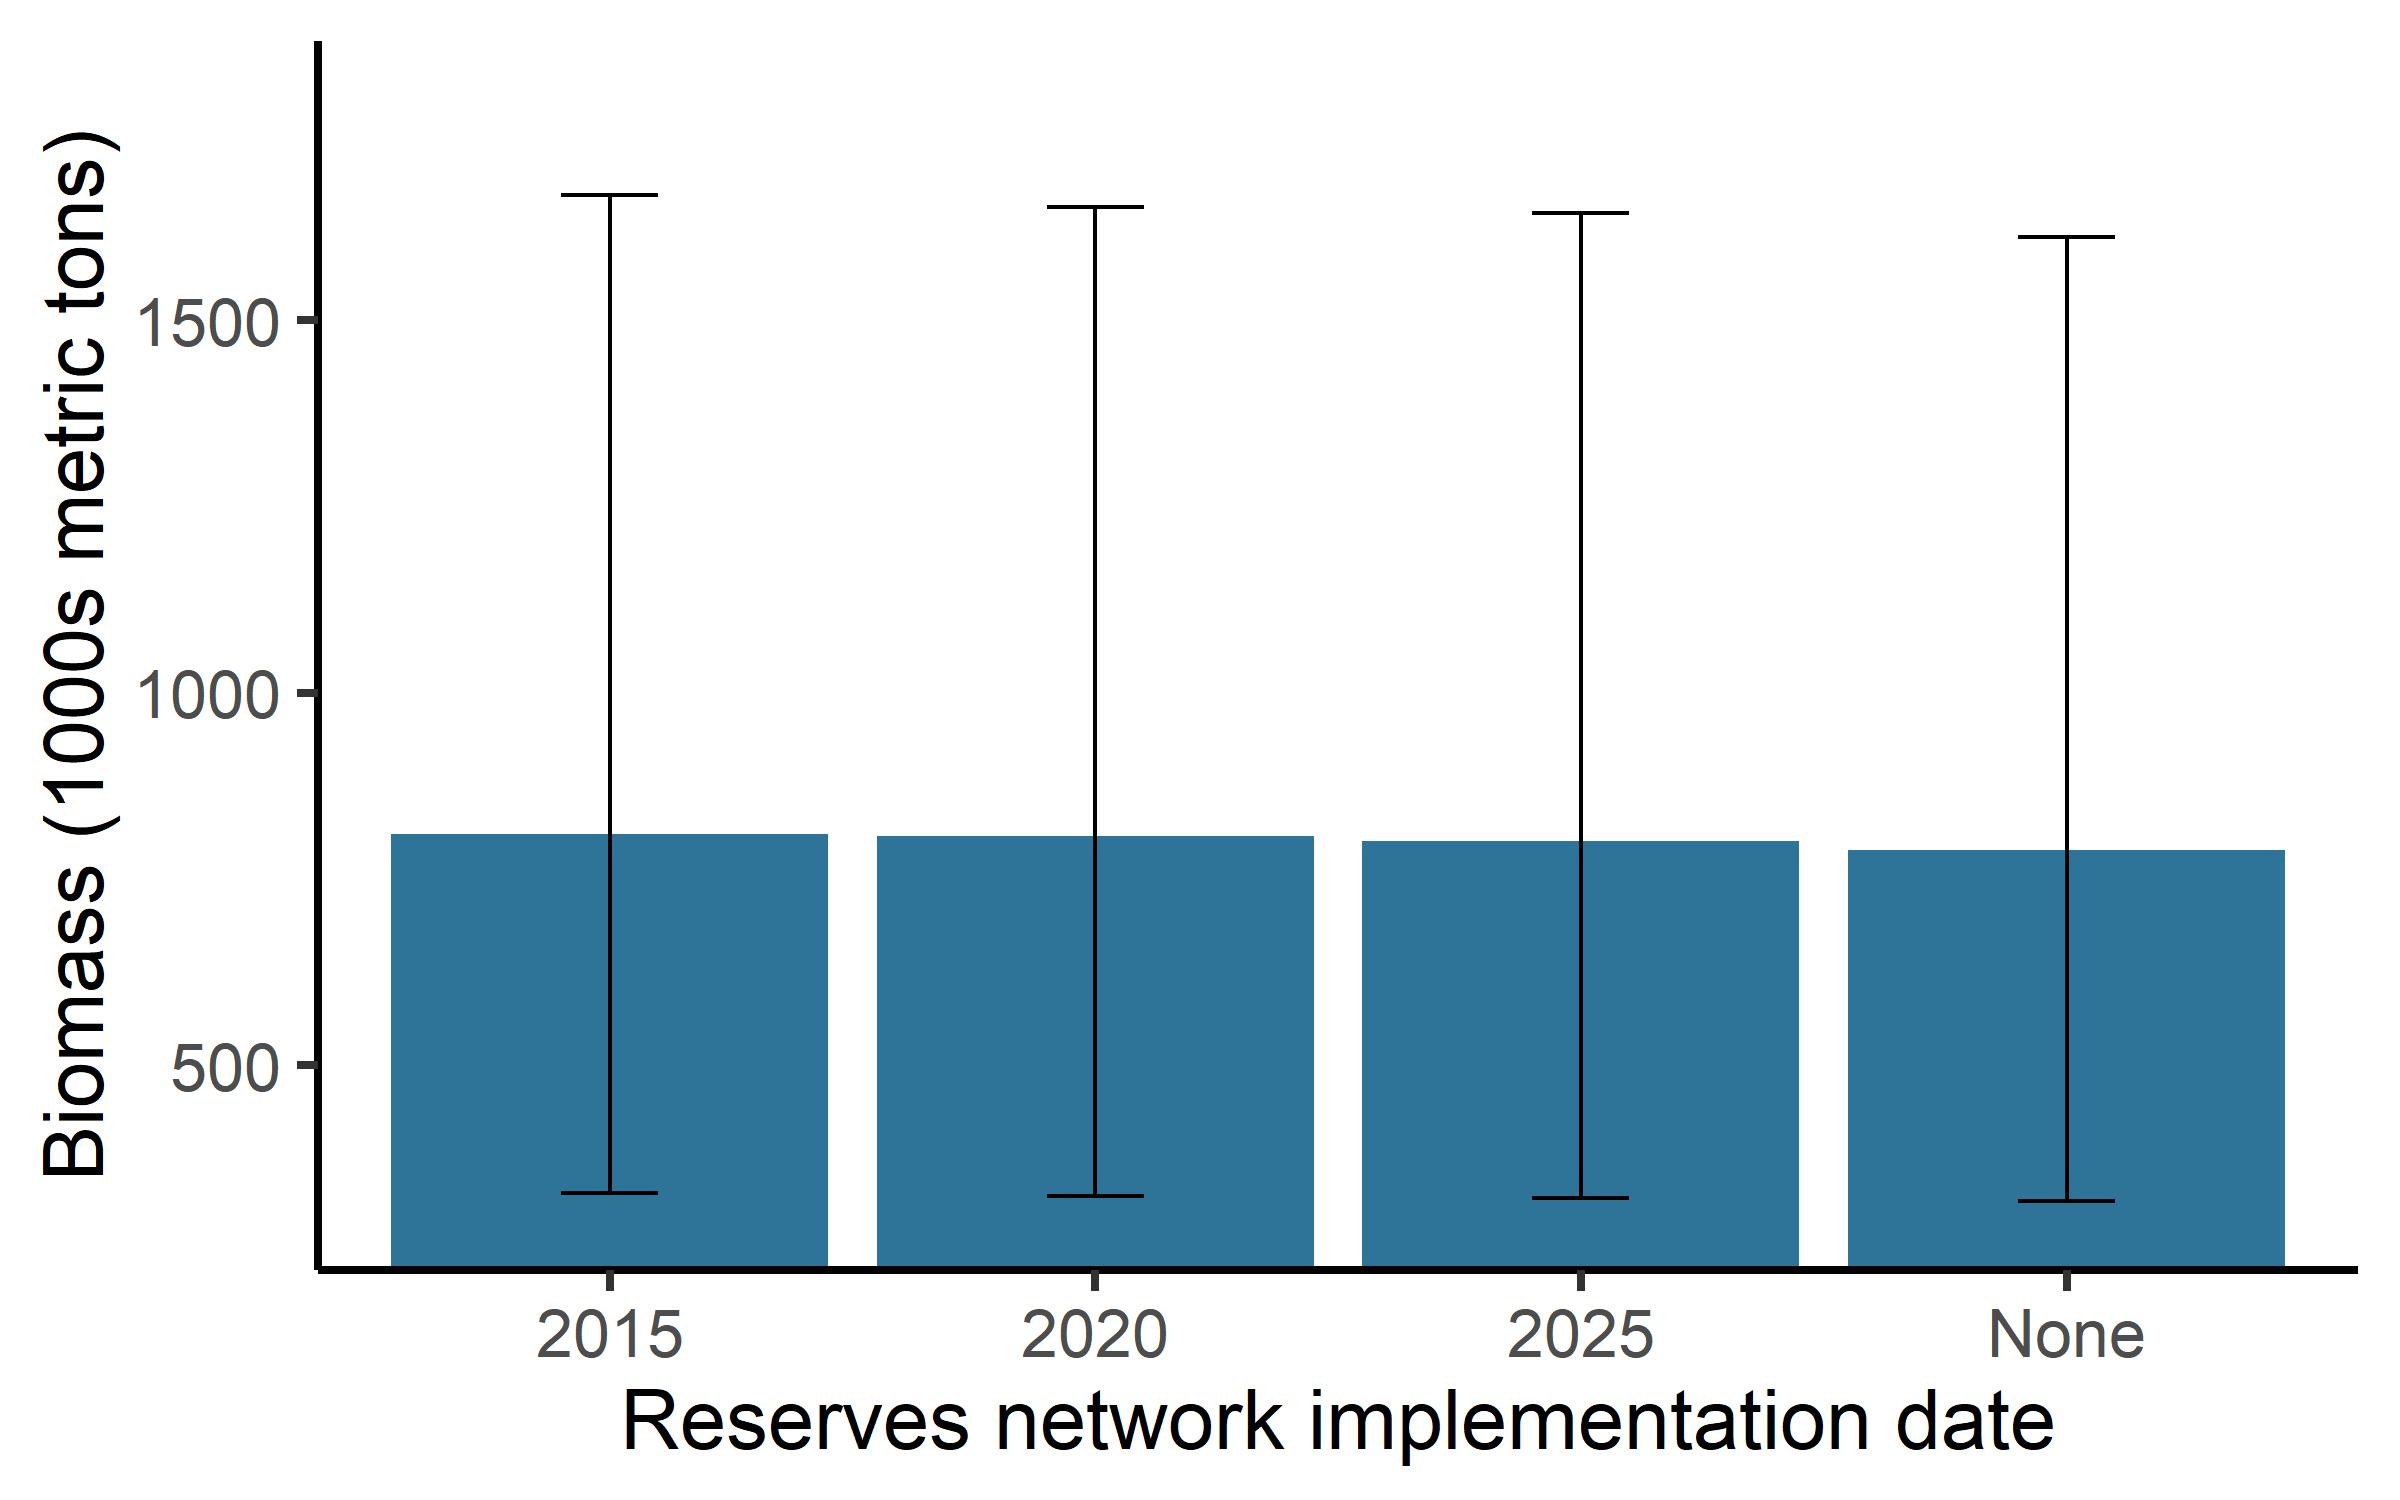 Biomass (1000s metric tons)
1500
1000
500
2015 2020 2025 None
Reserves network implementation date